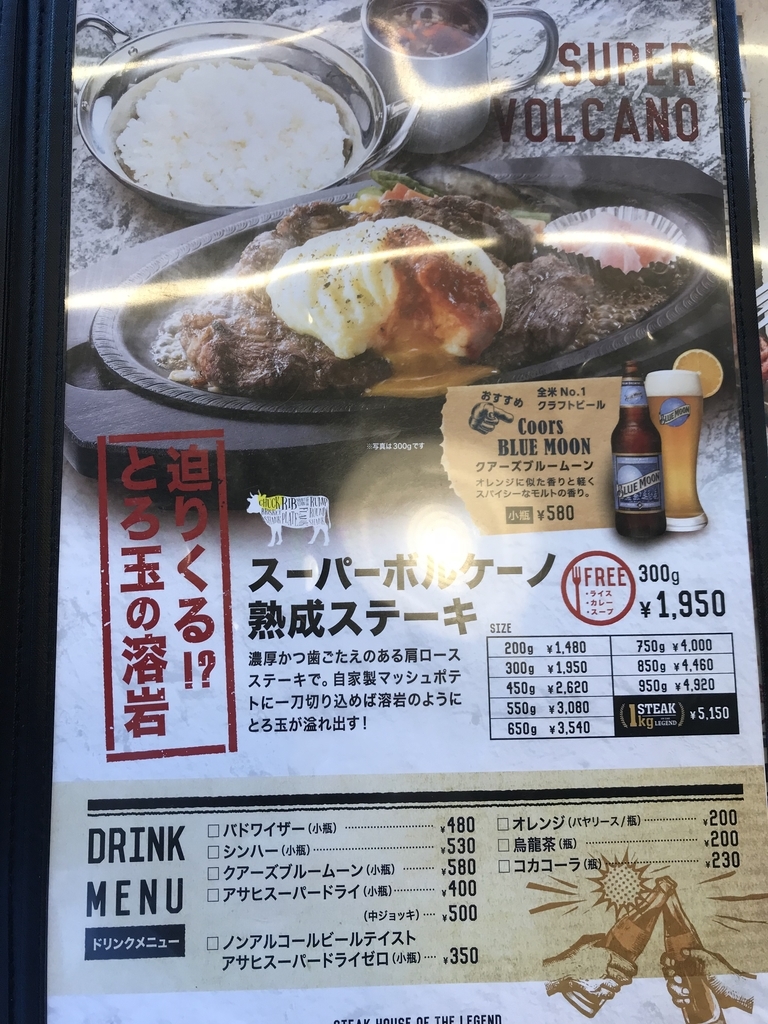 SUPER
VOLCANO
おすすめ
全米No.1
クラフトビール
Coors
BLUE MOON
クアーズブルームーン
オレンジに似た香りと軽く
スパイシーなモルトの香り。
小瓶 ¥580
BLUE MOON
BLUE MOON
※写真は300gです
迫りくる!?
とろ玉の溶岩
CHUCK RIB RUMP
PLATE
スーパーボルケーノ
熟成ステーキ
濃厚かつ歯ごたえのある肩ロース
ステーキで。自家製マッシュポテ
トに一刀切り込めば溶岩のように
とろ玉が溢れ出す!
FREE
・ライス
・カレー
・スープ
300g
¥1,950
SIZE
200g ¥1,480
300g ¥1,950
450g ¥2,620
550g ¥3,080
650g ¥3,540
750g ¥4,000
850g ¥4,460
950g ¥4,920
1kg STEAK OF THE LEGEND ¥5,150
DRINK
MENU
ドリンクメニュー
□バドワイザー(小瓶) ¥480
□シンハー(小瓶) ¥530
□クアーズブルームーン(小瓶) ¥580
□アサヒスーパードライ(小瓶) ¥400
(中ジョッキ) ¥500
□ノンアルコールビールテイスト
アサヒスーパードライゼロ(小瓶) ¥350
□オレンジ(バヤリース/瓶) ¥200
□烏龍茶(瓶) ¥200
□コカコーラ(瓶) ¥230
STEAK HOUSE OF THE LEGEND